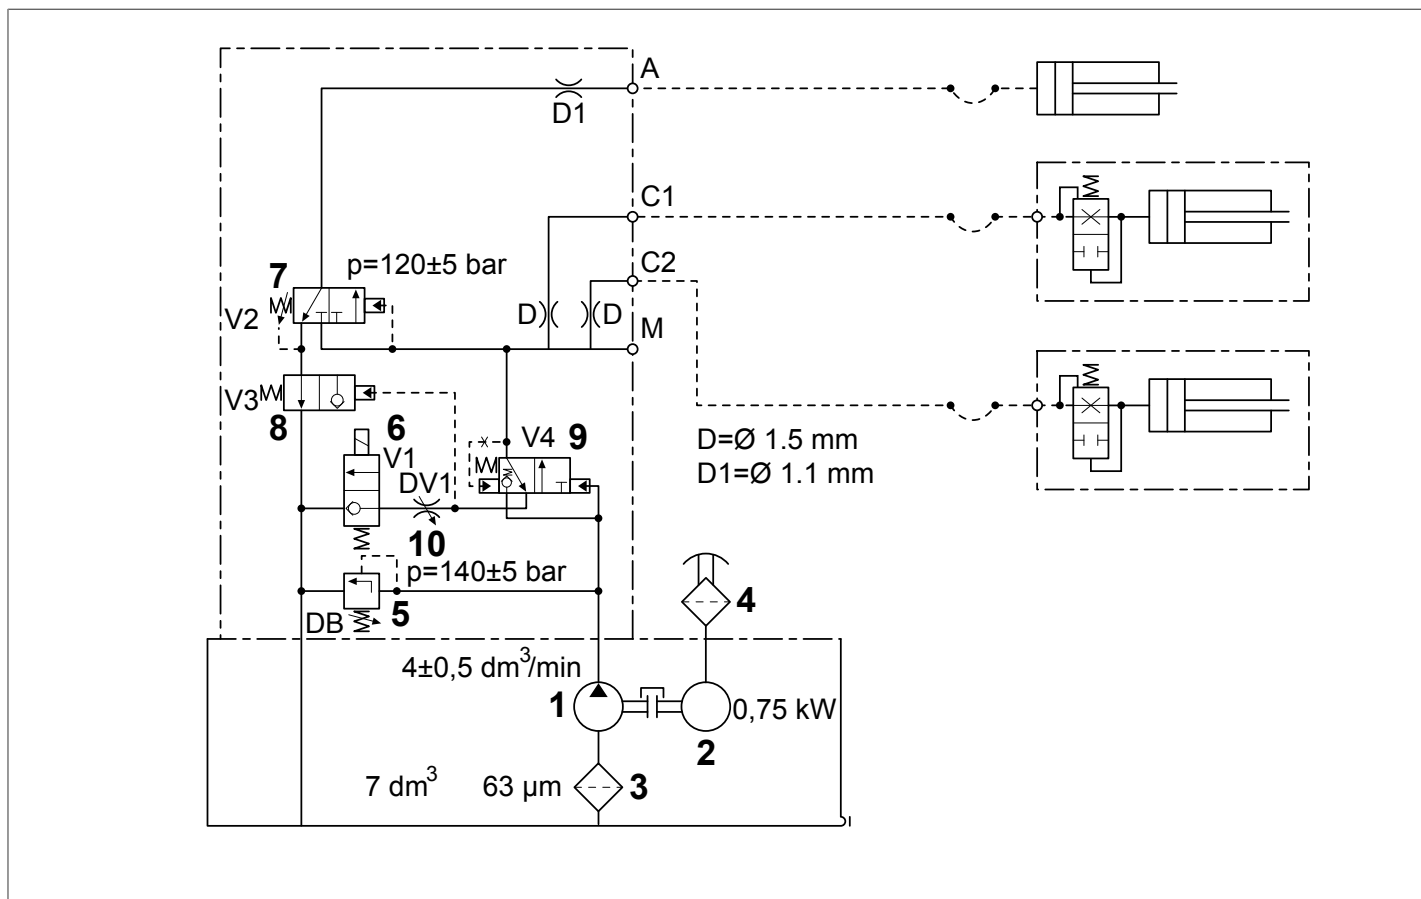 A
D1
C1
C2
7
p=120±5 bar
V2
D
D
M
V3
8
6
V4
9
V1
DV1
D=Ø 1.5 mm
D1=Ø 1.1 mm
10
p=140±5 bar
DB
5
4
4±0,5 dm³/min
1
0,75 kW
2
7 dm³
63 µm
3